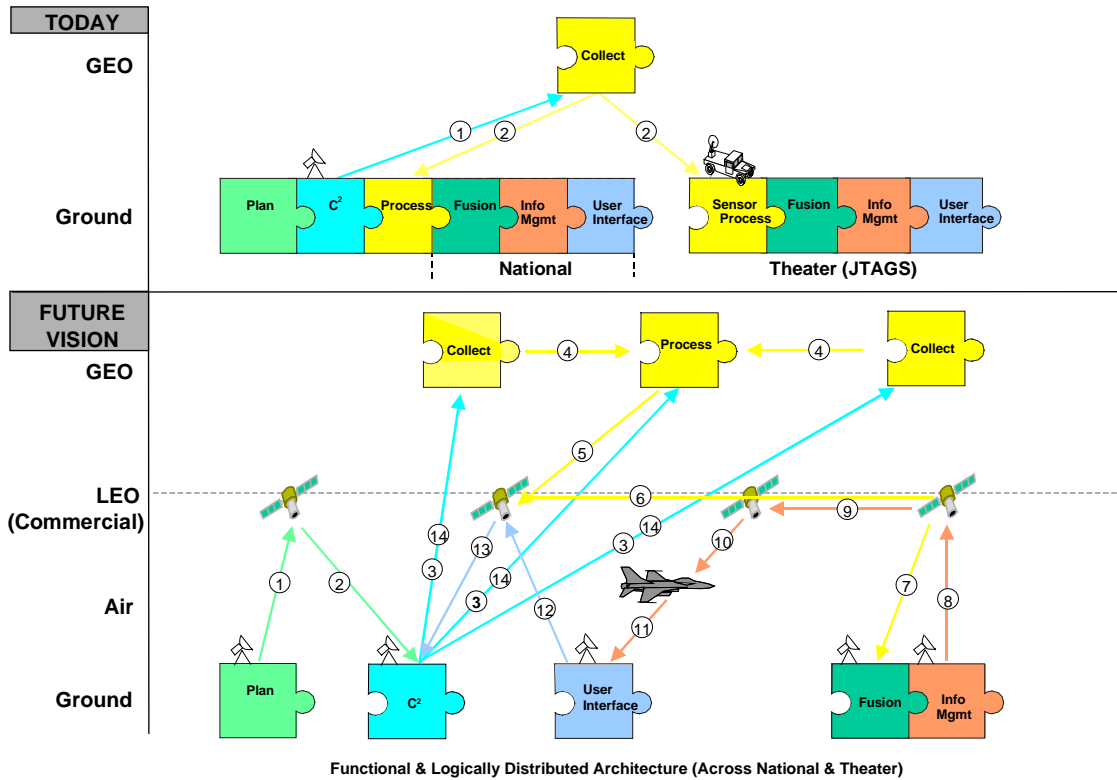 TODAY
GEO
Collect
1
2
2
Ground
Plan
C²
Process
Fusion
Info
Mgmt
User
Interface
Sensor
Process
Fusion
Info
Mgmt
User
Interface
National
Theater (JTAGS)
FUTURE
VISION
GEO
Collect
4
Process
4
Collect
5
LEO
(Commercial)
6
9
14
13
14
14
10
3
3
3
1
2
7
8
Air
12
11
Ground
Plan
C²
User
Interface
Fusion
Info
Mgmt
Functional & Logically Distributed Architecture (Across National & Theater)